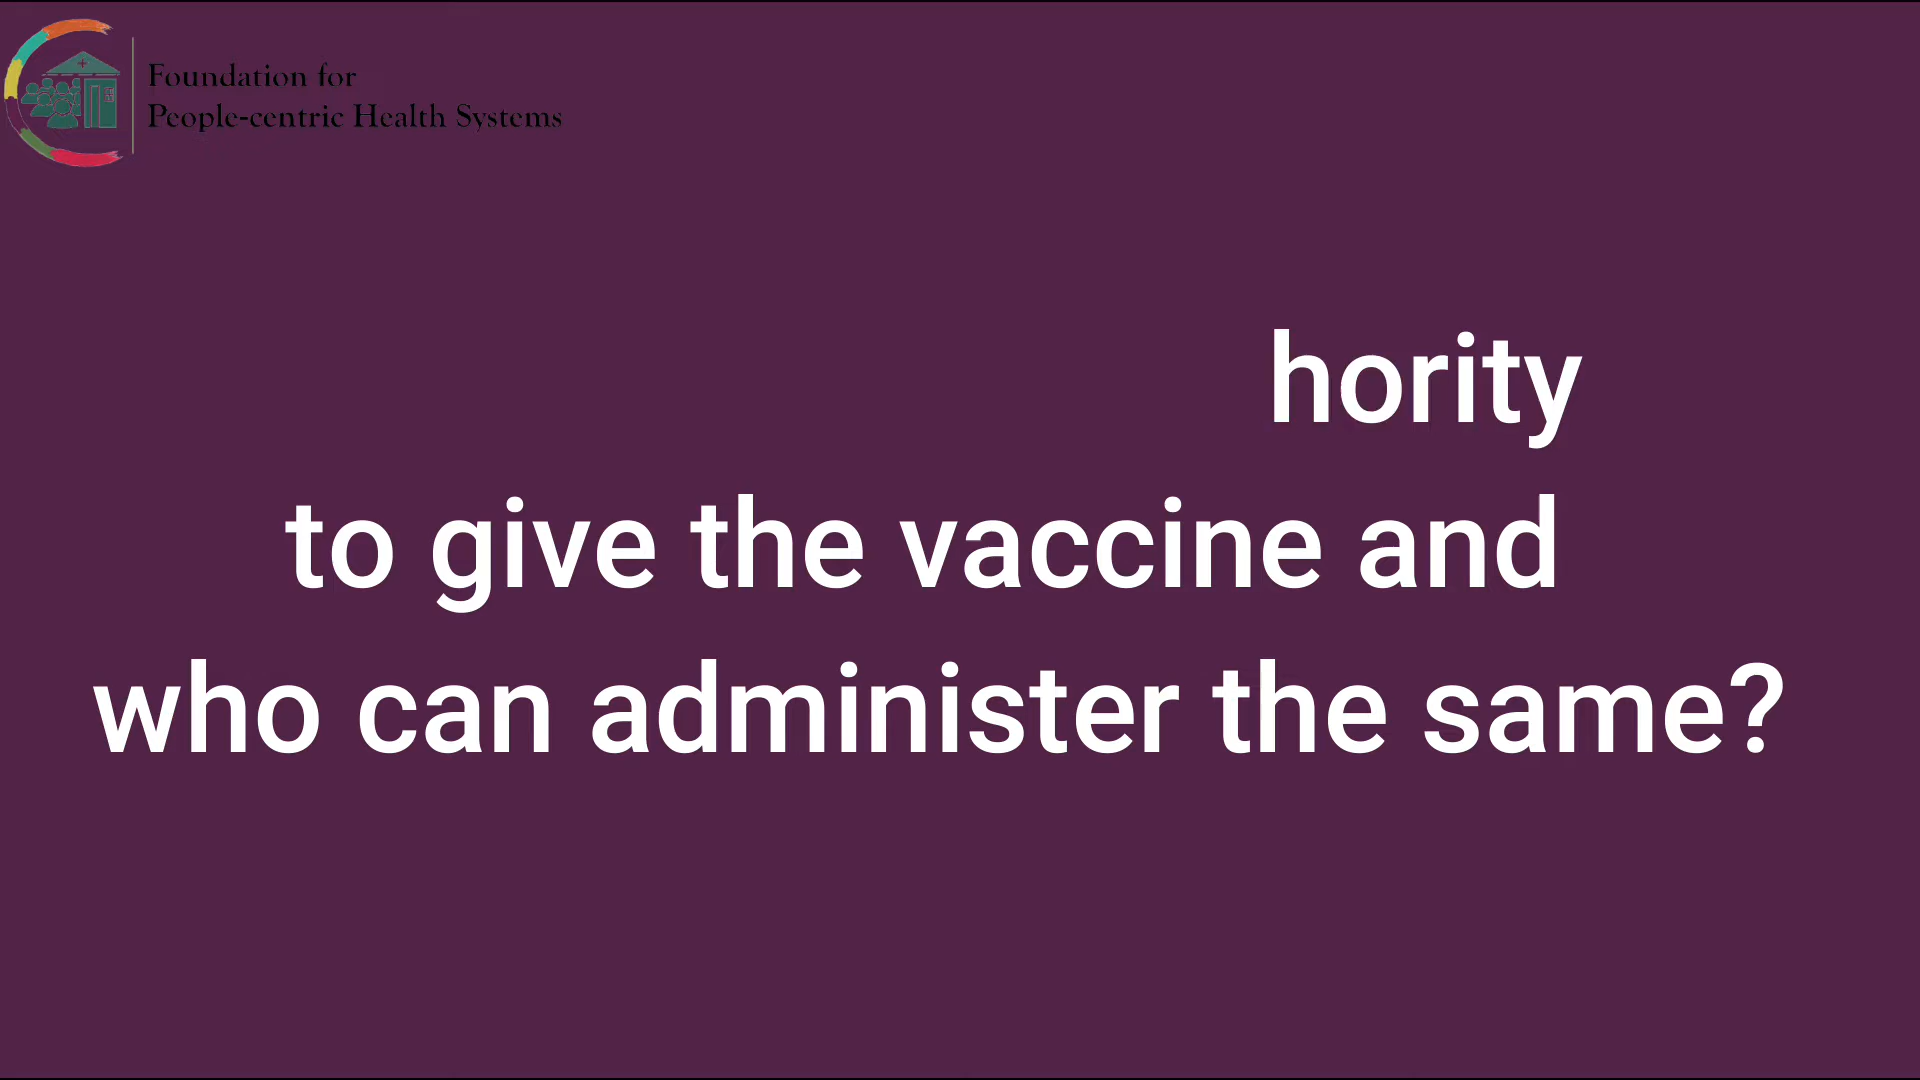 Foundation for
People-centric Health Systems
hority
to give the vaccine and
who can administer the same?